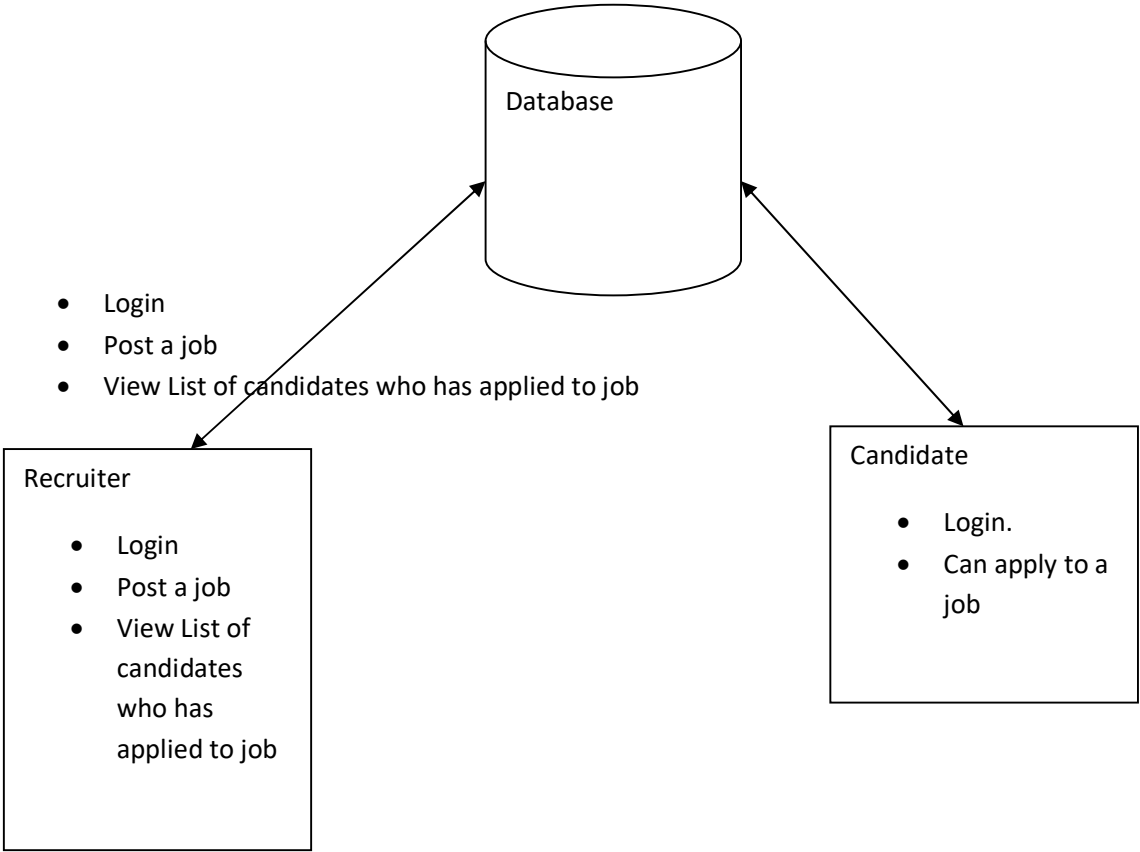 Database
• Login
• Post a job
• View List of candidates who has applied to job
Recruiter
• Login
• Post a job
• View List of
candidates
who has
applied to job
Candidate
• Login.
• Can apply to a
job